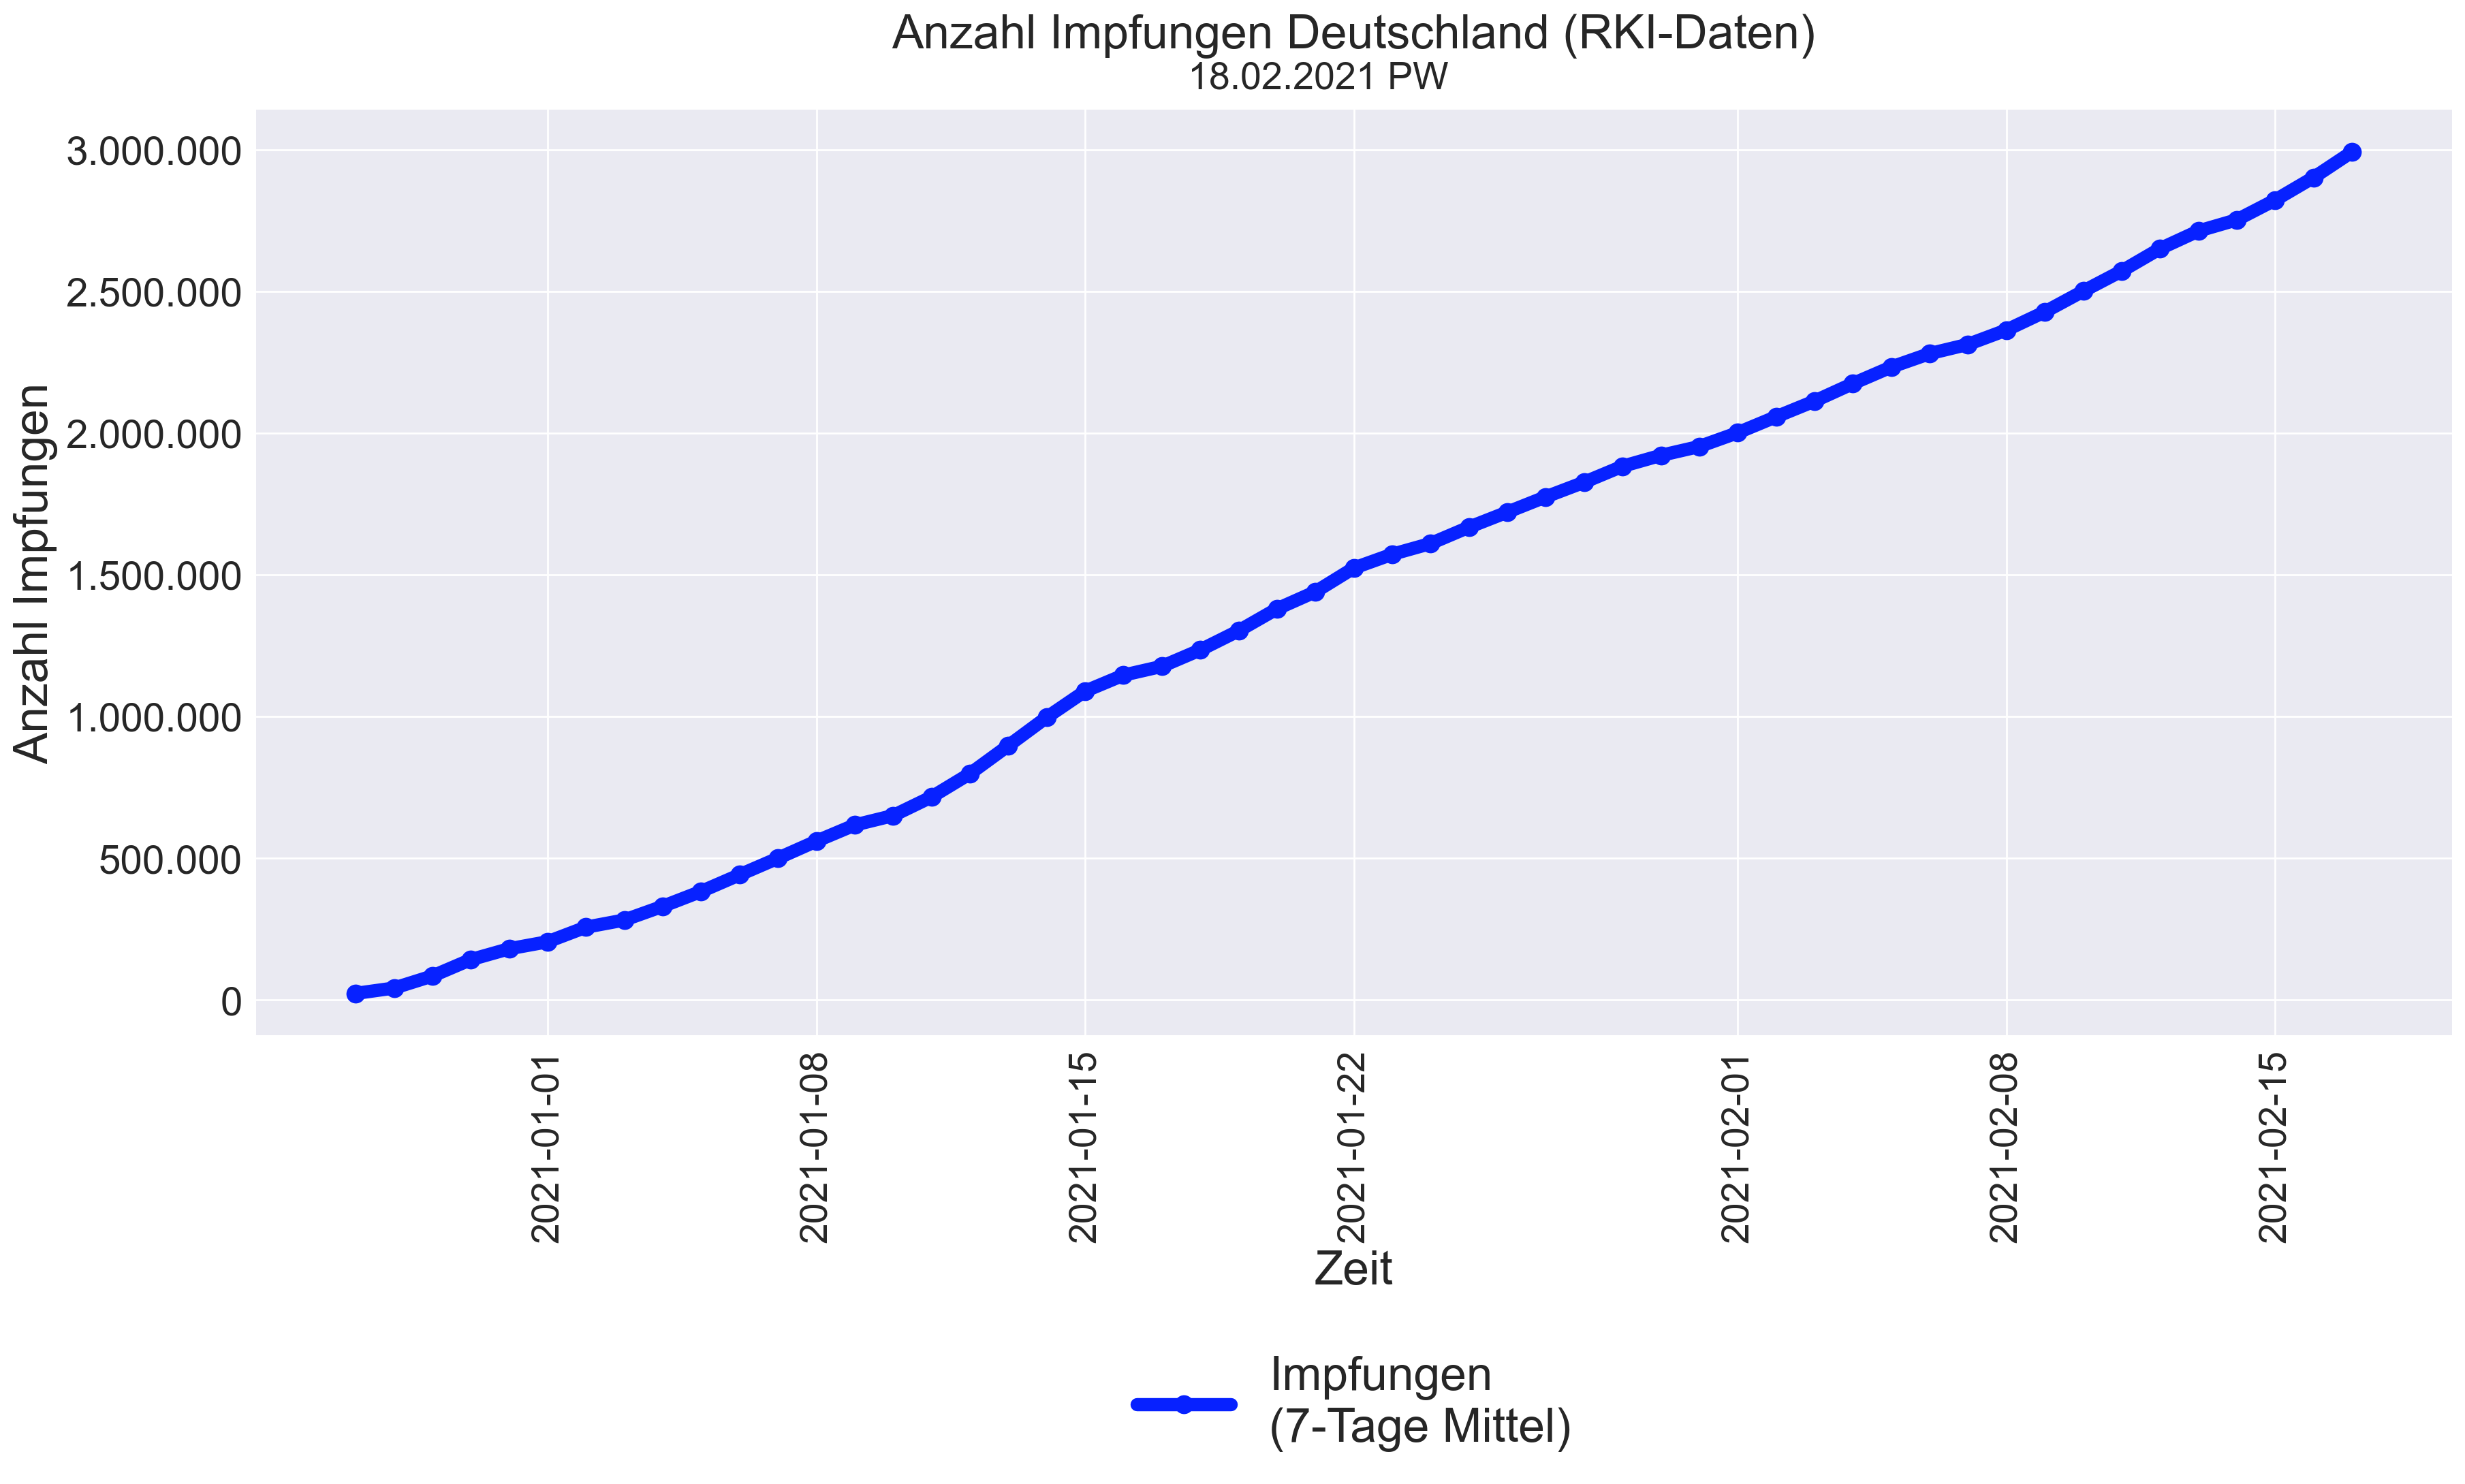 Anzahl Impfungen Deutschland (RKI-Daten)
18.02.2021 PW
Anzahl Impfungen
3.000.000
2.500.000
2.000.000
1.500.000
1.000.000
500.000
0
2021-01-01
2021-01-08
2021-01-15
2021-01-22
2021-02-01
2021-02-08
2021-02-15
Zeit
Impfungen
(7-Tage Mittel)